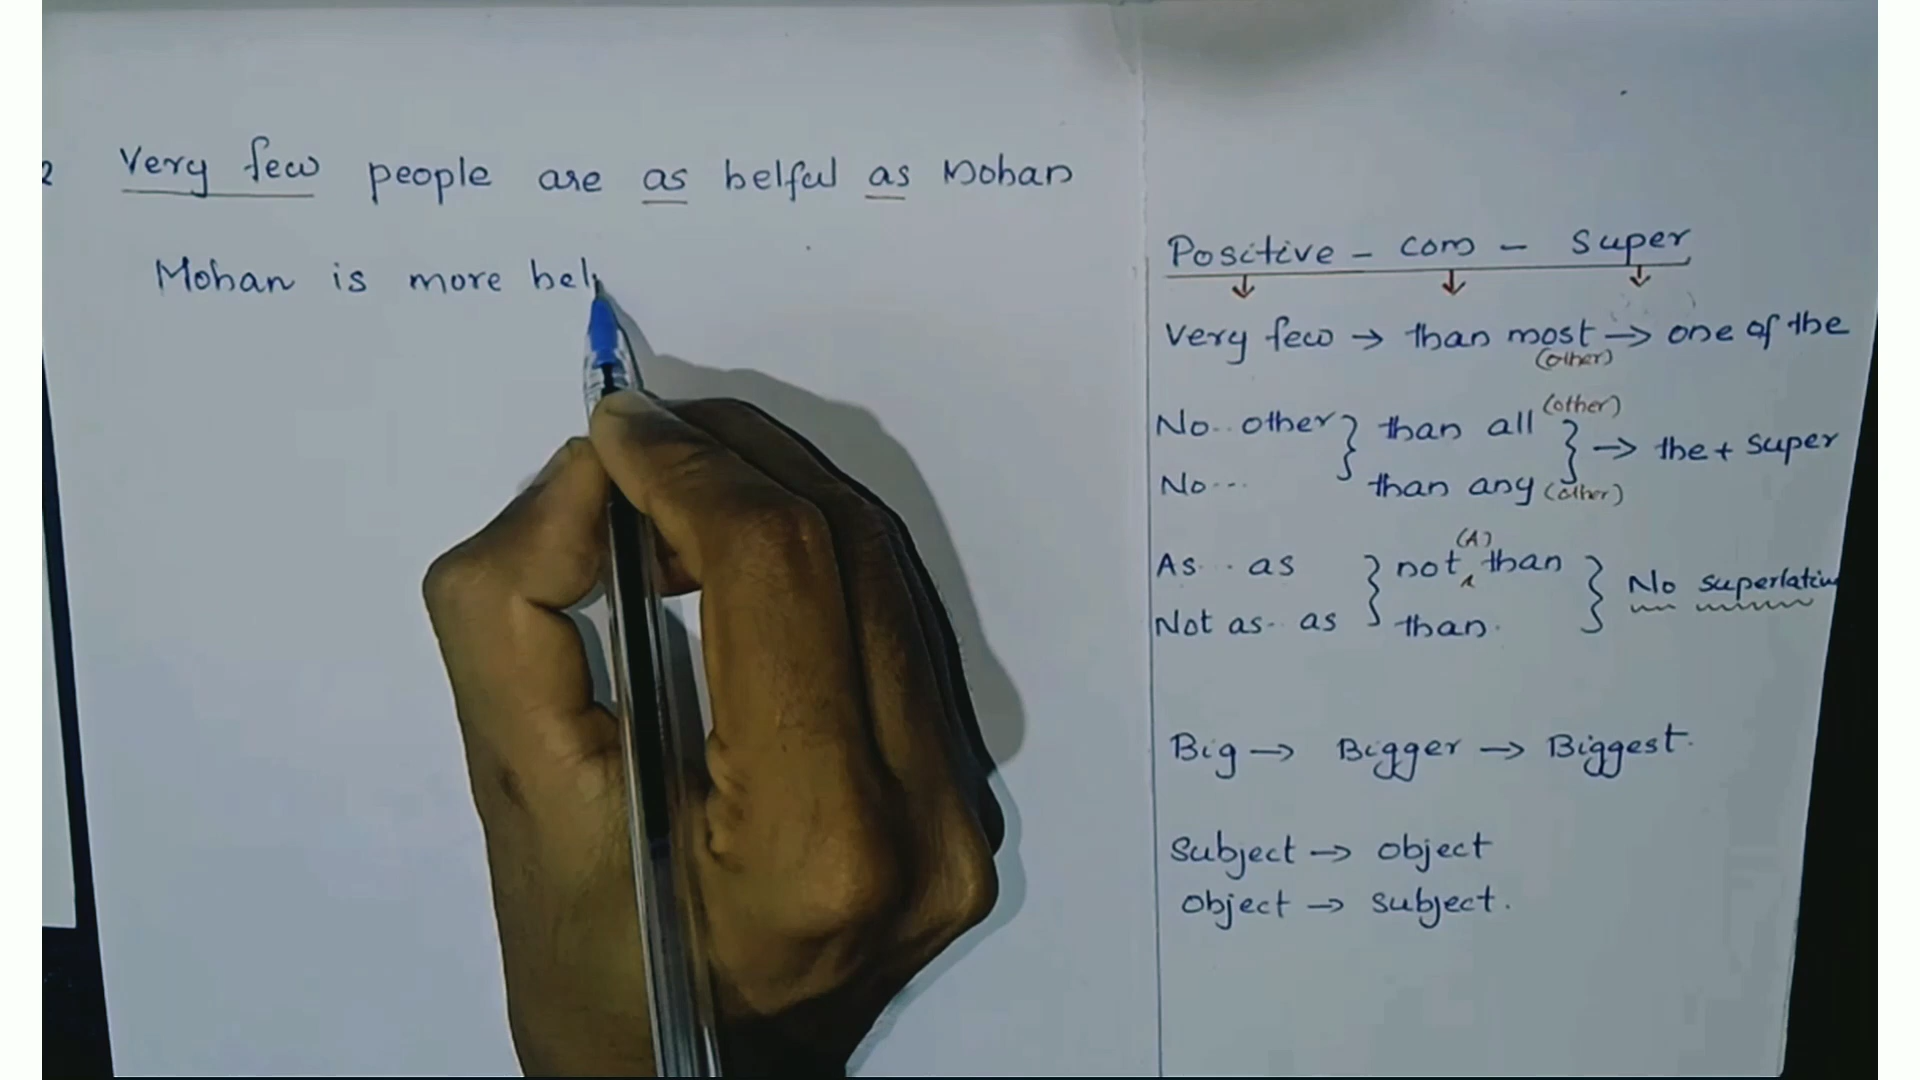 2 Very few people are as helful as Mohan
Mohan is more hel
Positive - com - super
↓ ↓ ↓
Very few → than most → one of the
(other)
No.. other } than all (other) } → the + super
No... than any (other)
As.. as } not (A) than } No superlativ
Not as.. as than.
Big → Bigger → Biggest.
Subject → object
object → subject.